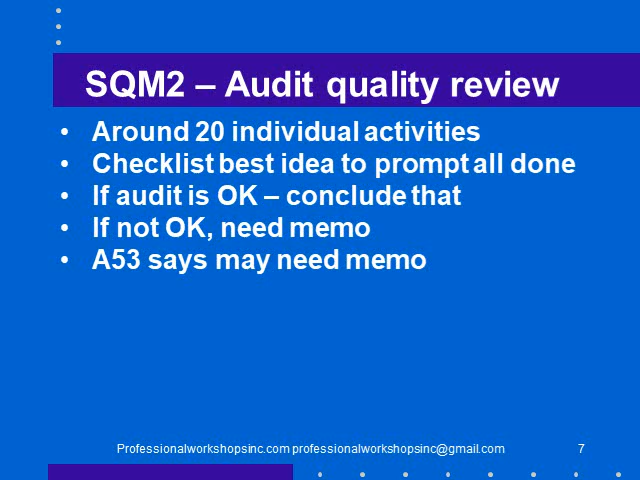 SQM2 – Audit quality review
• Around 20 individual activities
• Checklist best idea to prompt all done
• If audit is OK – conclude that
• If not OK, need memo
• A53 says may need memo
Professionalworkshopsinc.com professionalworkshopsinc@gmail.com 7